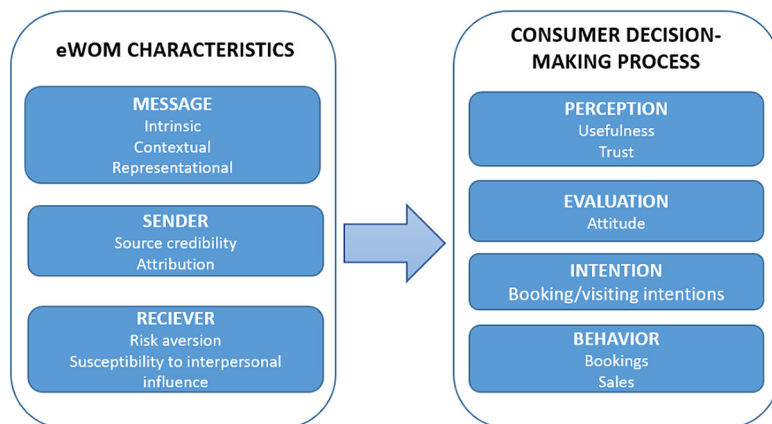 eWOM CHARACTERISTICS
MESSAGE
Intrinsic
Contextual
Representational
SENDER
Source credibility
Attribution
RECIEVER
Risk aversion
Susceptibility to interpersonal
influence
CONSUMER DECISION-
MAKING PROCESS
PERCEPTION
Usefulness
Trust
EVALUATION
Attitude
INTENTION
Booking/visiting intentions
BEHAVIOR
Bookings
Sales